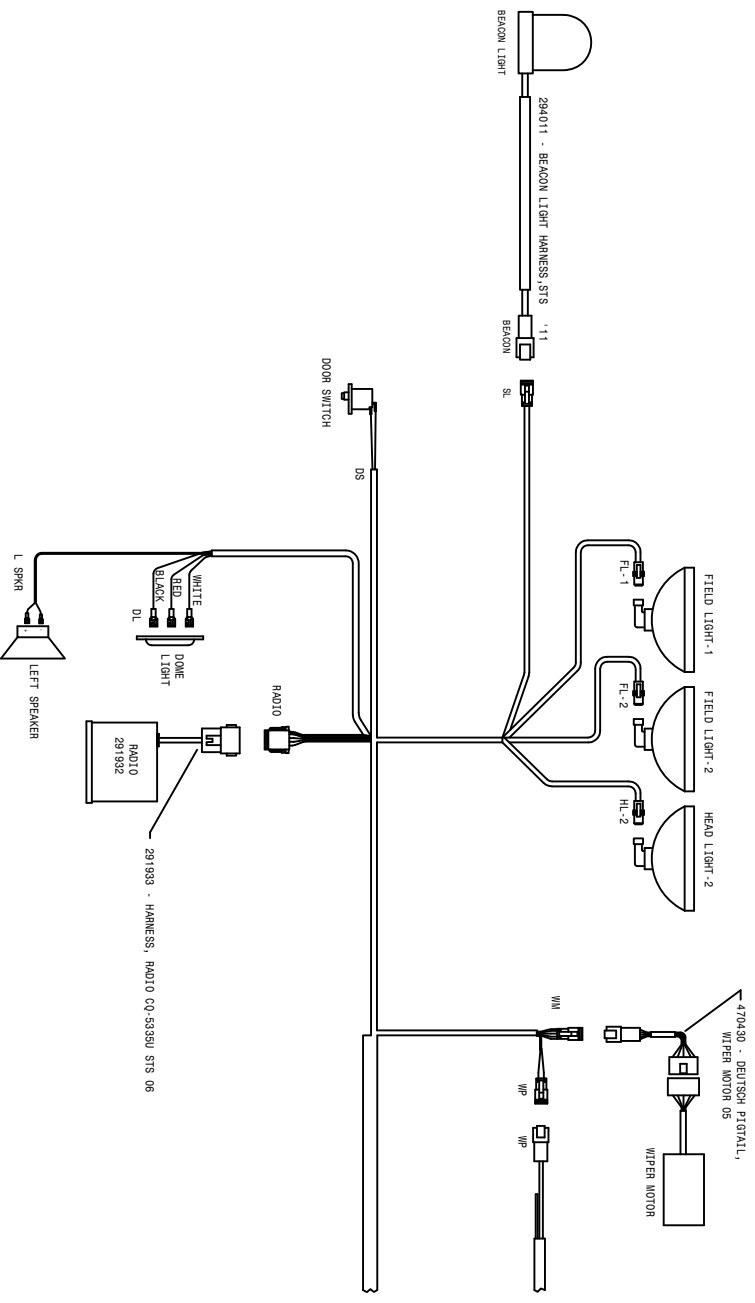 BEACON LIGHT
294011 - BEACON LIGHT HARNESS,STS
'11
BEACON
SL
DOOR SWITCH
DS
FIELD LIGHT-1
FL-1
FIELD LIGHT-2
FL-2
HEAD LIGHT-2
HL-2
L SPKR
LEFT SPEAKER
WHITE
RED
BLACK
DL
DOME
LIGHT
RADIO
RADIO
291932
291933 - HARNESS, RADIO CQ-5335U STS 06
470430 - DEUTSCH PIGTAIL,
WIPER MOTOR 05
WIPER MOTOR
WM
WP
WP